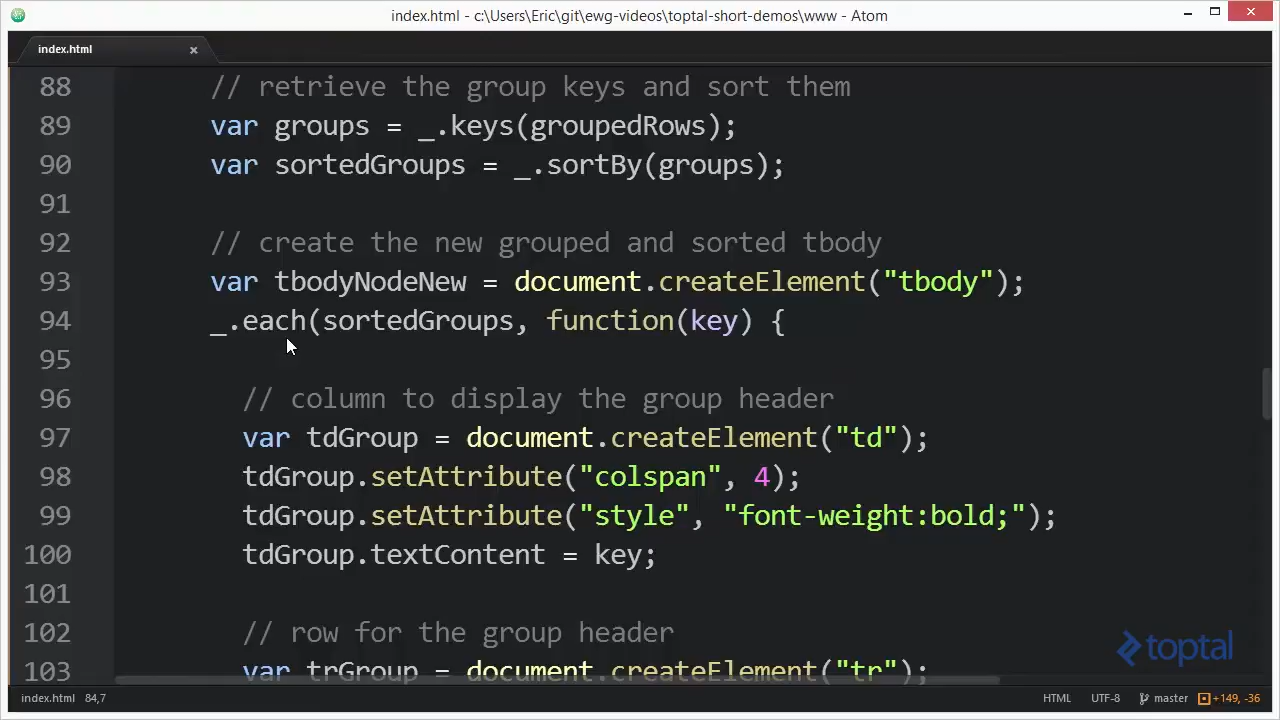 index.html - c:\Users\Eric\git\ewg-videos\toptal-short-demos\www - Atom
index.html
88 // retrieve the group keys and sort them
89 var groups = _.keys(groupedRows);
90 var sortedGroups = _.sortBy(groups);
91
92 // create the new grouped and sorted tbody
93 var tbodyNodeNew = document.createElement("tbody");
94 _.each(sortedGroups, function(key) {
95
96 // column to display the group header
97 var tdGroup = document.createElement("td");
98 tdGroup.setAttribute("colspan", 4);
99 tdGroup.setAttribute("style", "font-weight:bold;");
100 tdGroup.textContent = key;
101
102 // row for the group header
103 var trGroup = document.createElement("tr");
toptal
index.html 84,7 HTML UTF-8 master +149, -36